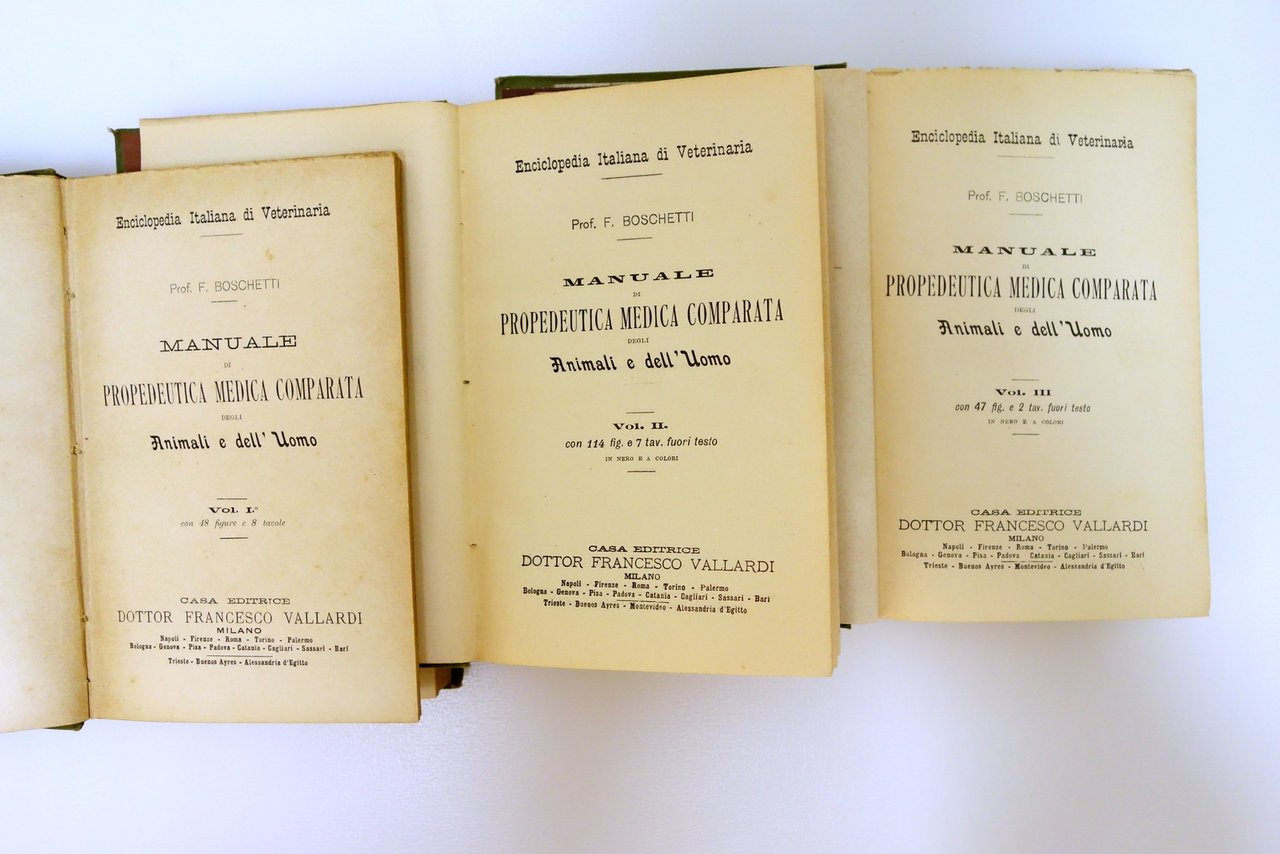 Enciclopedia Italiana di Veterinaria
Prof. F. BOSCHETTI
MANUALE
DI
PROPEDEUTICA MEDICA COMPARATA
DEGLI
Animali e dell' Uomo
Vol. I.º
con 48 figure e 8 tavole
CASA EDITRICE
DOTTOR FRANCESCO VALLARDI
MILANO
Napoli - Firenze - Roma - Torino - Palermo
Bologna - Genova - Pisa - Padova - Catania - Cagliari - Sassari - Bari
Trieste - Buenos Ayres - Alessandria d'Egitto
Enciclopedia Italiana di Veterinaria
Prof. F. BOSCHETTI
MANUALE
DI
PROPEDEUTICA MEDICA COMPARATA
DEGLI
Animali e dell'Uomo
Vol. II.
con 114 fig. e 7 tav. fuori testo
IN NERO E A COLORI
CASA EDITRICE
DOTTOR FRANCESCO VALLARDI
MILANO
Napoli - Firenze - Roma - Torino - Palermo
Bologna - Genova - Pisa - Padova - Catania - Cagliari - Sassari - Bari
Trieste - Buenos Ayres - Montevideo - Alessandria d'Egitto
Enciclopedia Italiana di Veterinaria
Prof. F. BOSCHETTI
MANUALE
DI
PROPEDEUTICA MEDICA COMPARATA
DEGLI
Animali e dell'Uomo
Vol. III
con 47 fig. e 2 tav. fuori testo
IN NERO E A COLORI
CASA EDITRICE
DOTTOR FRANCESCO VALLARDI
MILANO
Napoli - Firenze - Roma - Torino - Palermo
Bologna - Genova - Pisa - Padova Catania - Cagliari - Sassari - Bari
Trieste - Buenos Ayres - Montevideo - Alessandria d'Egitto